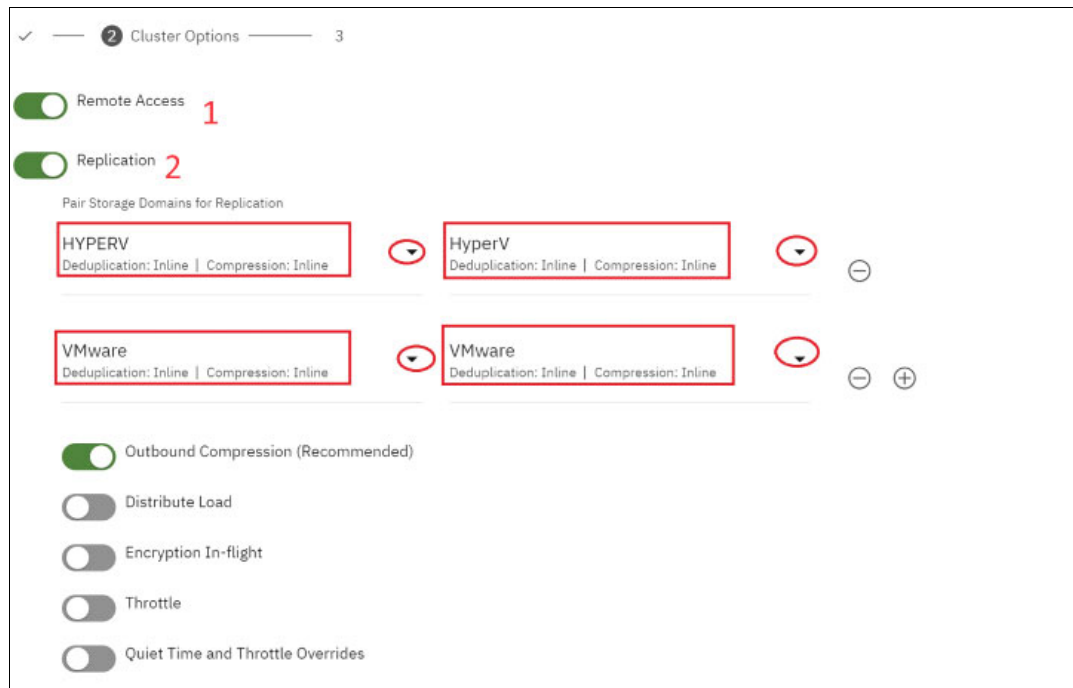 2 Cluster Options 3
Remote Access 1
Replication 2
Pair Storage Domains for Replication
HYPERV HyperV
Deduplication: Inline | Compression: Inline Deduplication: Inline | Compression: Inline
VMware VMware
Deduplication: Inline | Compression: Inline Deduplication: Inline | Compression: Inline
Outbound Compression (Recommended)
Distribute Load
Encryption In-flight
Throttle
Quiet Time and Throttle Overrides